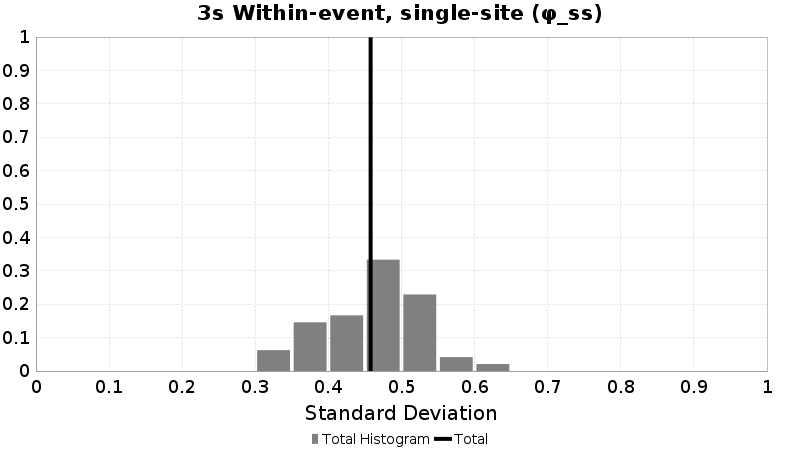 3s Within-event, single-site (φ_ss)
1
0.9
0.8
0.7
0.6
0.5
0.4
0.3
0.2
0.1
0
0 0.1 0.2 0.3 0.4 0.5 0.6 0.7 0.8 0.9 1
Standard Deviation
Total Histogram Total